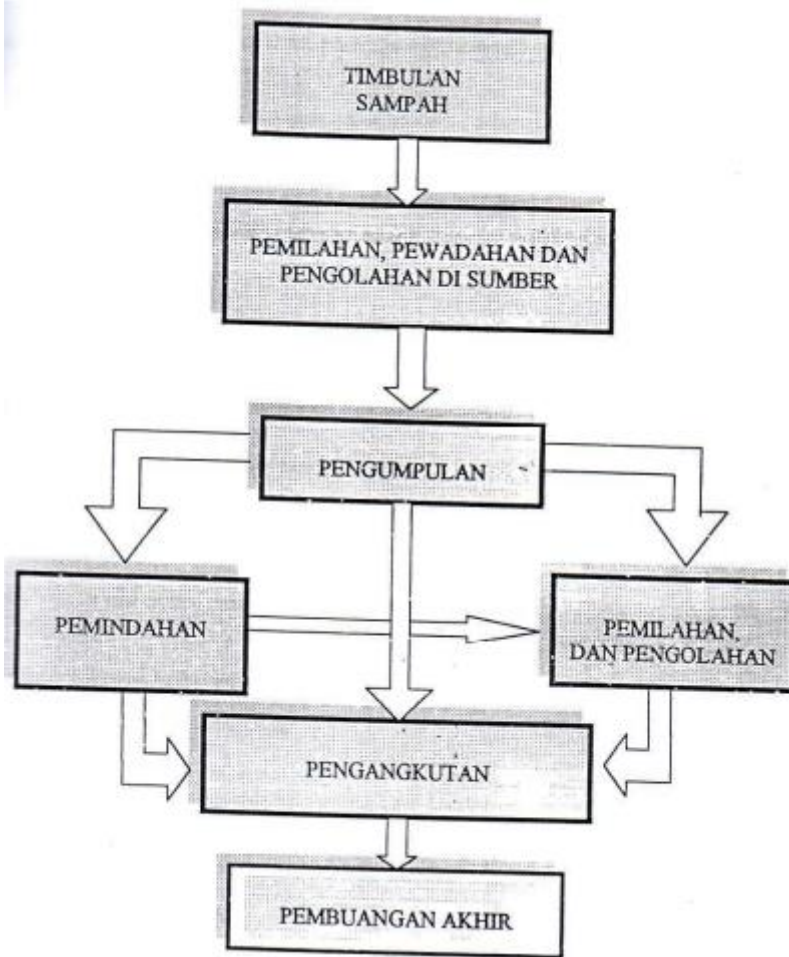 TIMBULAN
SAMPAH
PEMILAHAN, PEWADAHAN DAN
PENGOLAHAN DI SUMBER
PENGUMPULAN
PEMINDAHAN
PEMILAHAN,
DAN PENGOLAHAN
PENGANGKUTAN
PEMBUANGAN AKHIR